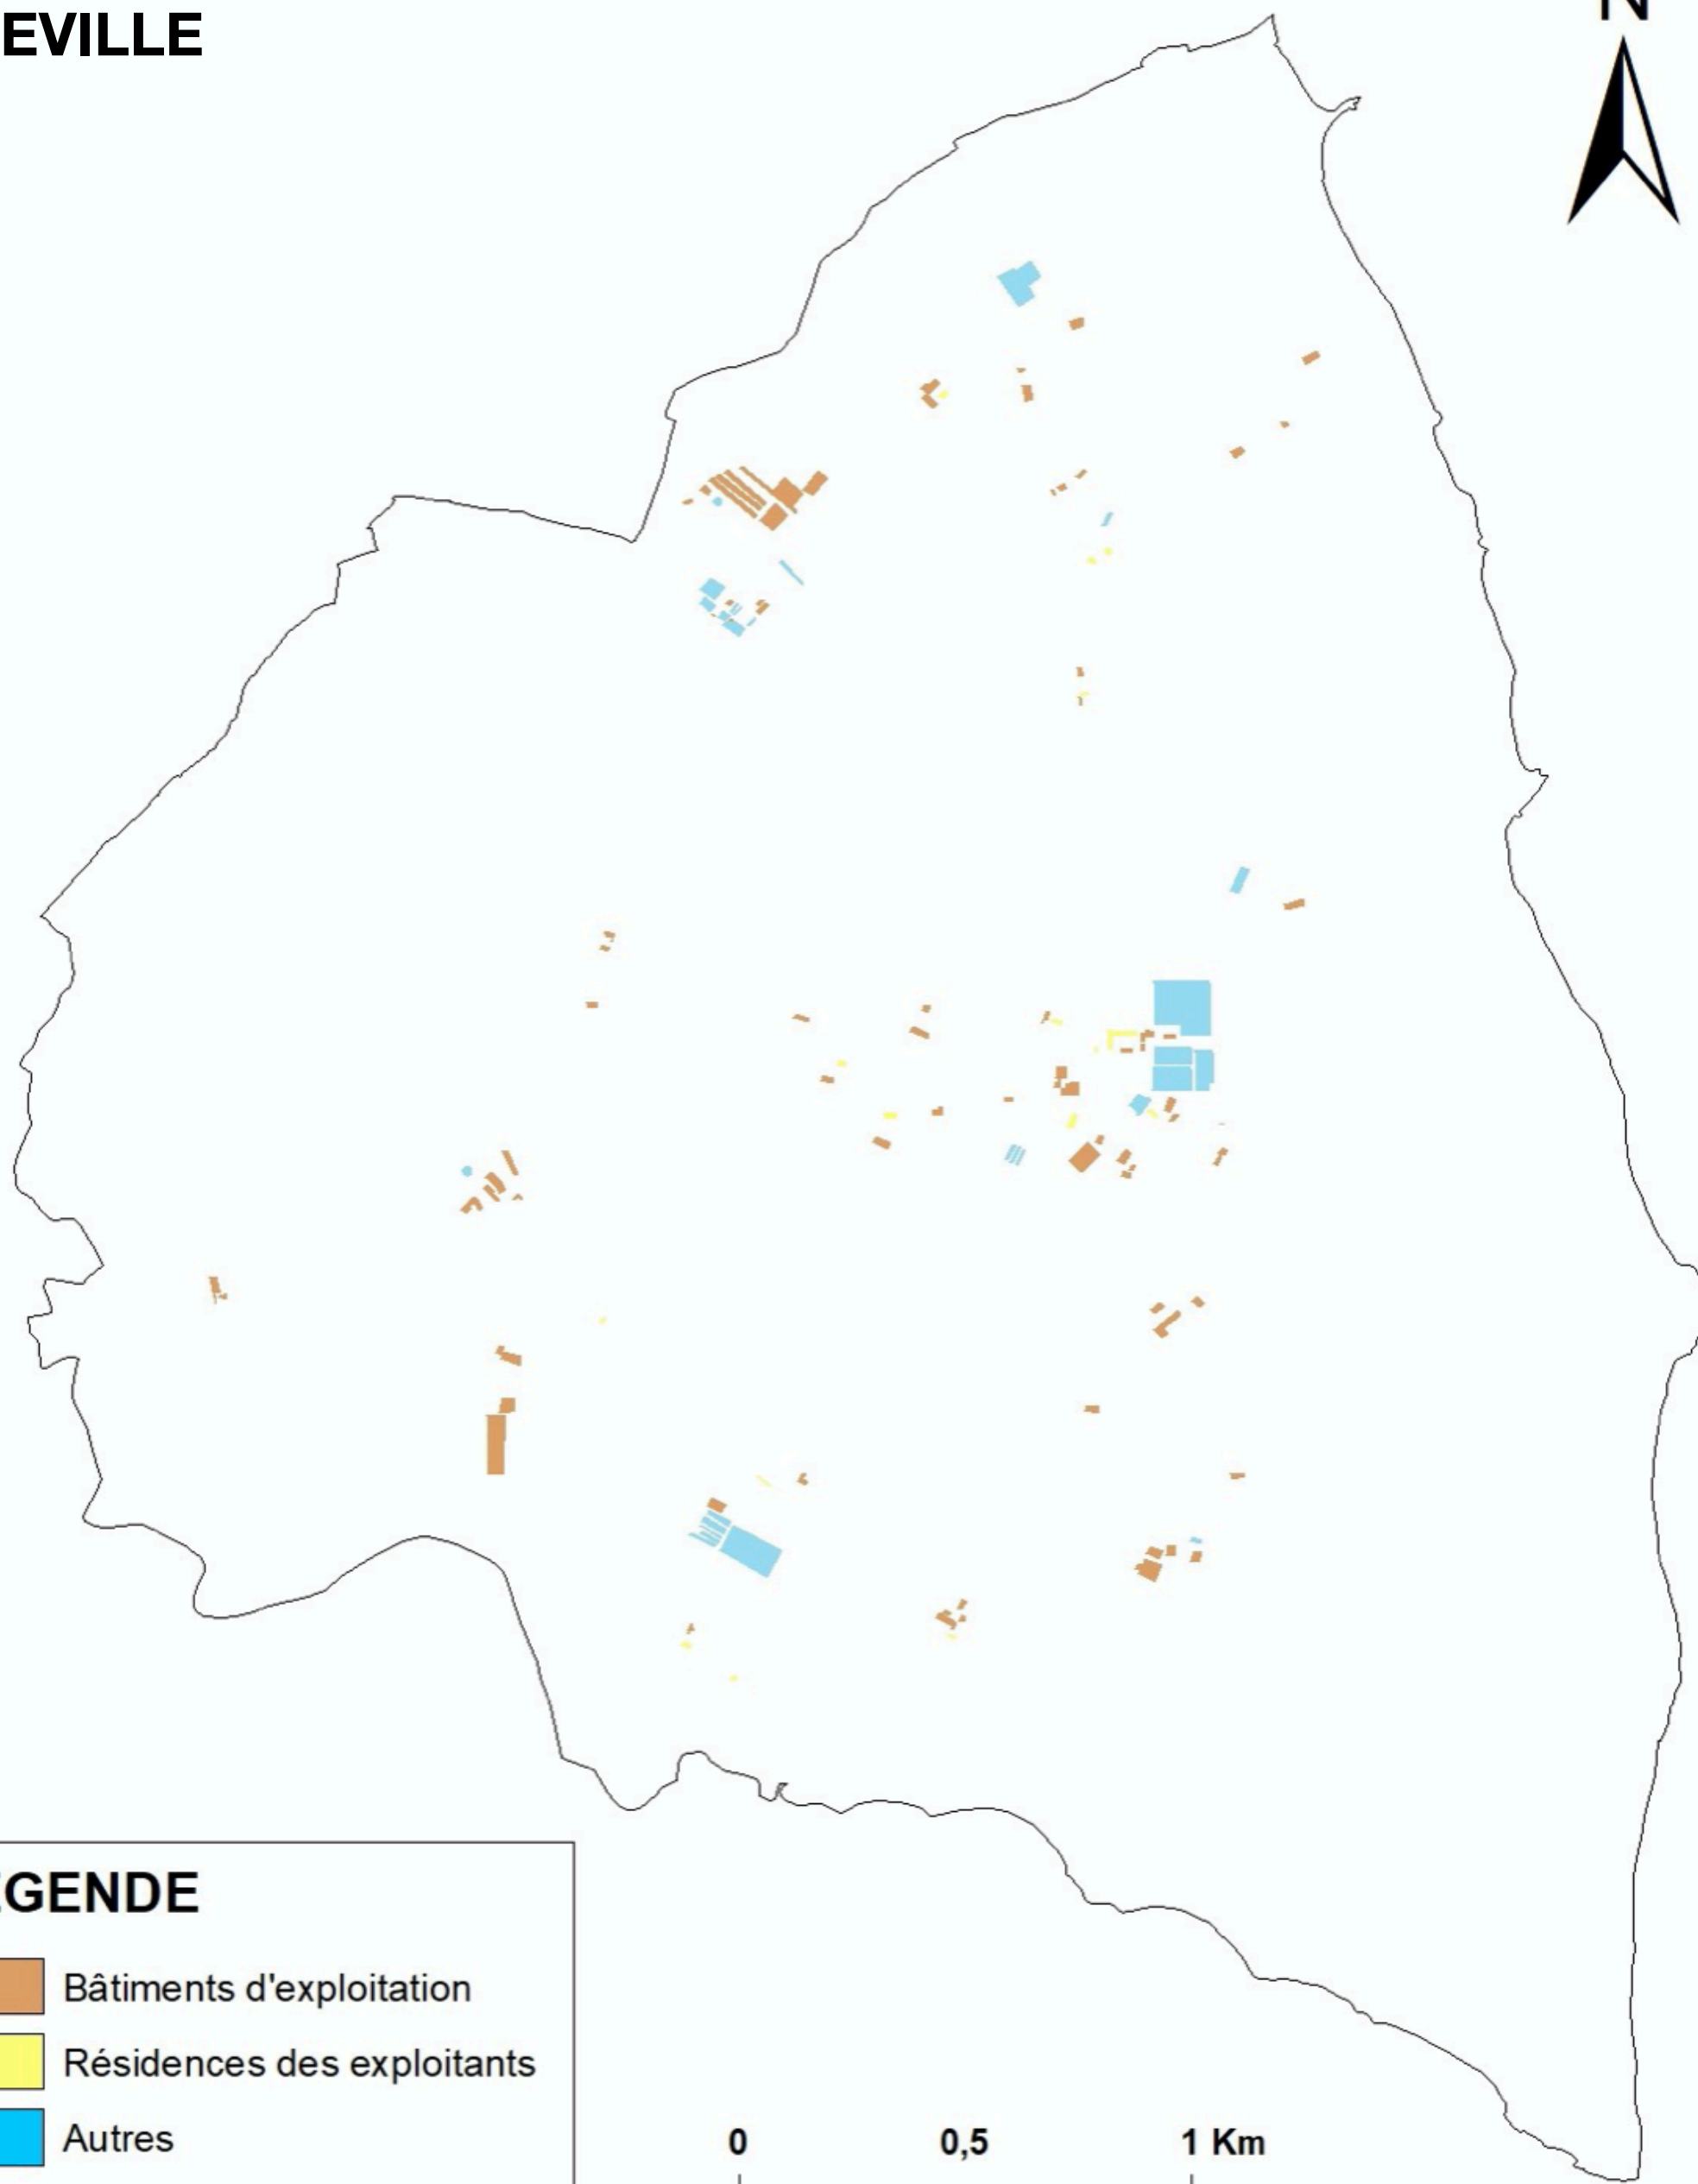 EVILLE
N
GENDE
Bâtiments d'exploitation
Résidences des exploitants
Autres
0 0,5 1 Km